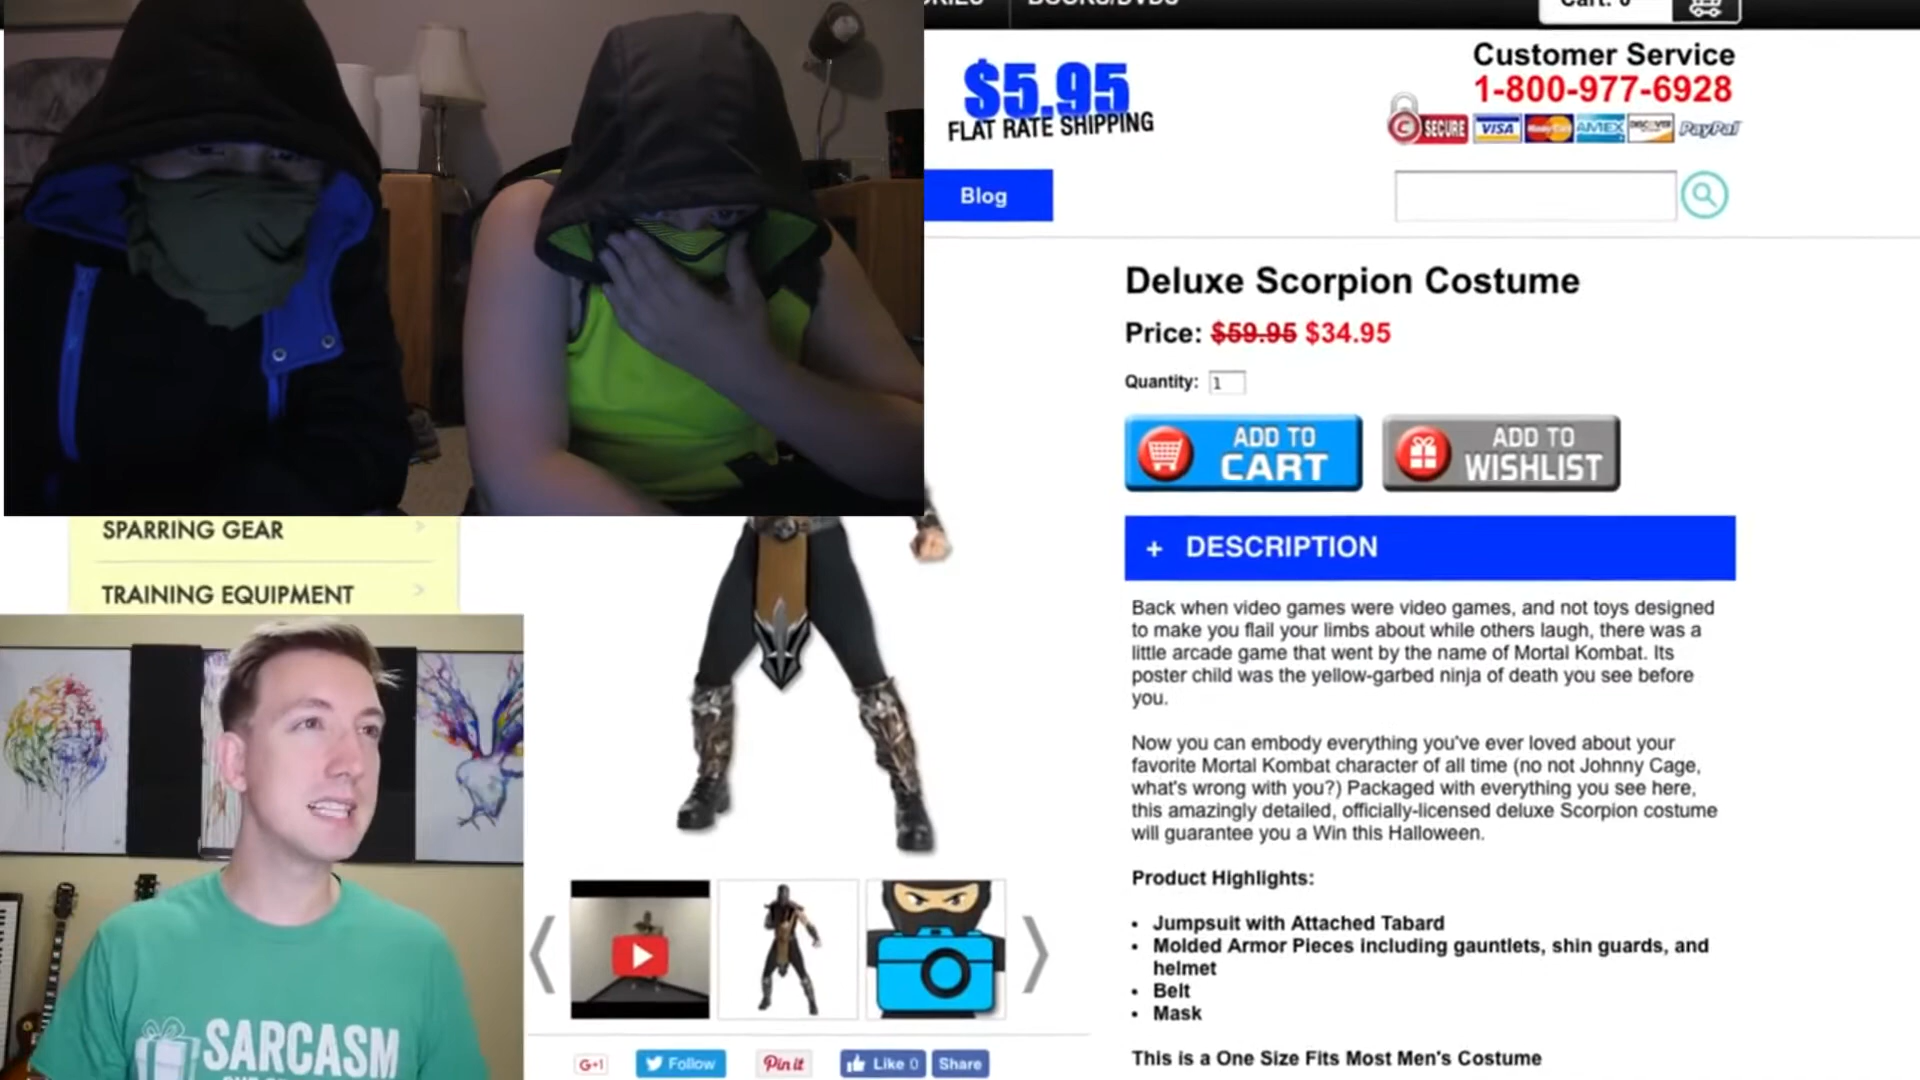 BOOKS/DVDS
Cart: 0
$5.95
FLAT RATE SHIPPING
Customer Service
1-800-977-6928
SECURE VISA MasterCard AMEX DISCOVER PayPal
Blog
Deluxe Scorpion Costume
Price: $59.95 $34.95
Quantity: 1
ADD TO
CART
ADD TO
WISHLIST
+ DESCRIPTION
SPARRING GEAR
TRAINING EQUIPMENT
Back when video games were video games, and not toys designed
to make you flail your limbs about while others laugh, there was a
little arcade game that went by the name of Mortal Kombat. Its
poster child was the yellow-garbed ninja of death you see before
you.
Now you can embody everything you've ever loved about your
favorite Mortal Kombat character of all time (no not Johnny Cage,
what's wrong with you?) Packaged with everything you see here,
this amazingly detailed, officially-licensed deluxe Scorpion costume
will guarantee you a Win this Halloween.
Product Highlights:
• Jumpsuit with Attached Tabard
• Molded Armor Pieces including gauntlets, shin guards, and
helmet
• Belt
• Mask
This is a One Size Fits Most Men's Costume
SARCASM
G+1
Follow
Pin it
Like 0
Share